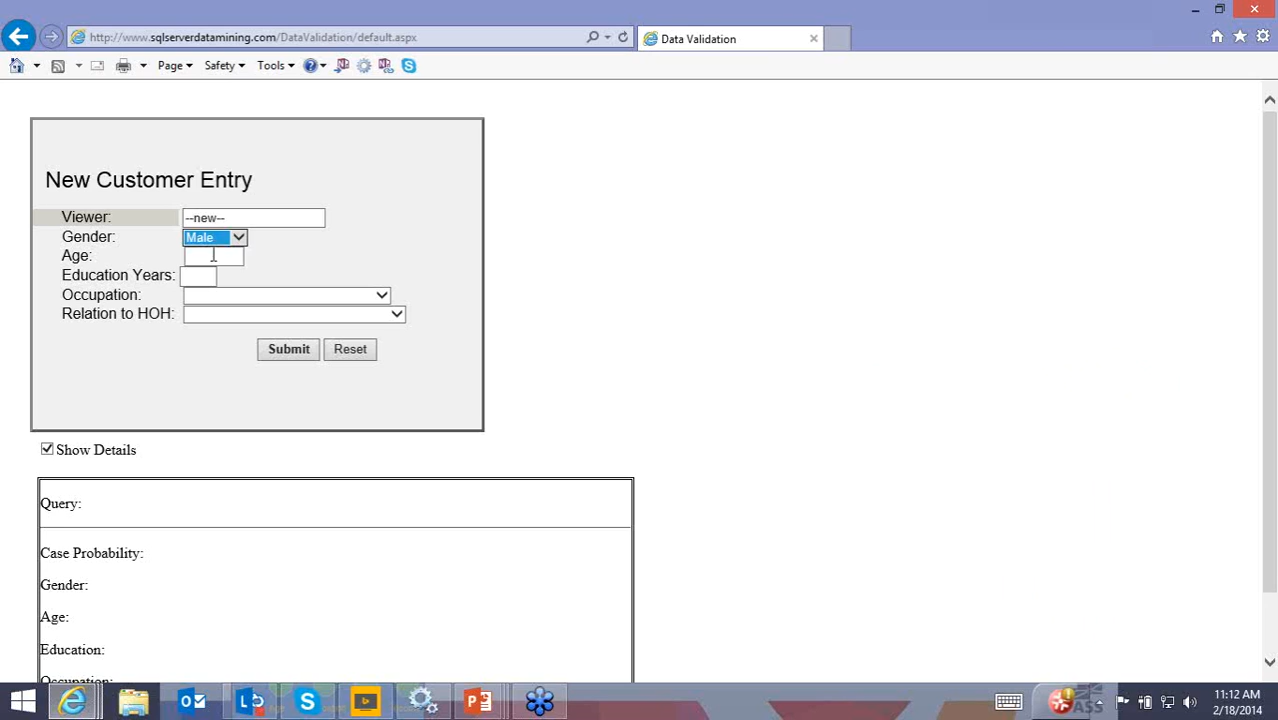 http://www.sqlserverdatamining.com/DataValidation/default.aspx
Data Validation
Page Safety Tools
New Customer Entry
Viewer: --new--
Gender: Male
Age:
Education Years:
Occupation:
Relation to HOH:
Submit Reset
Show Details
Query:
Case Probability:
Gender:
Age:
Education:
Occupation:
11:12 AM
2/18/2014